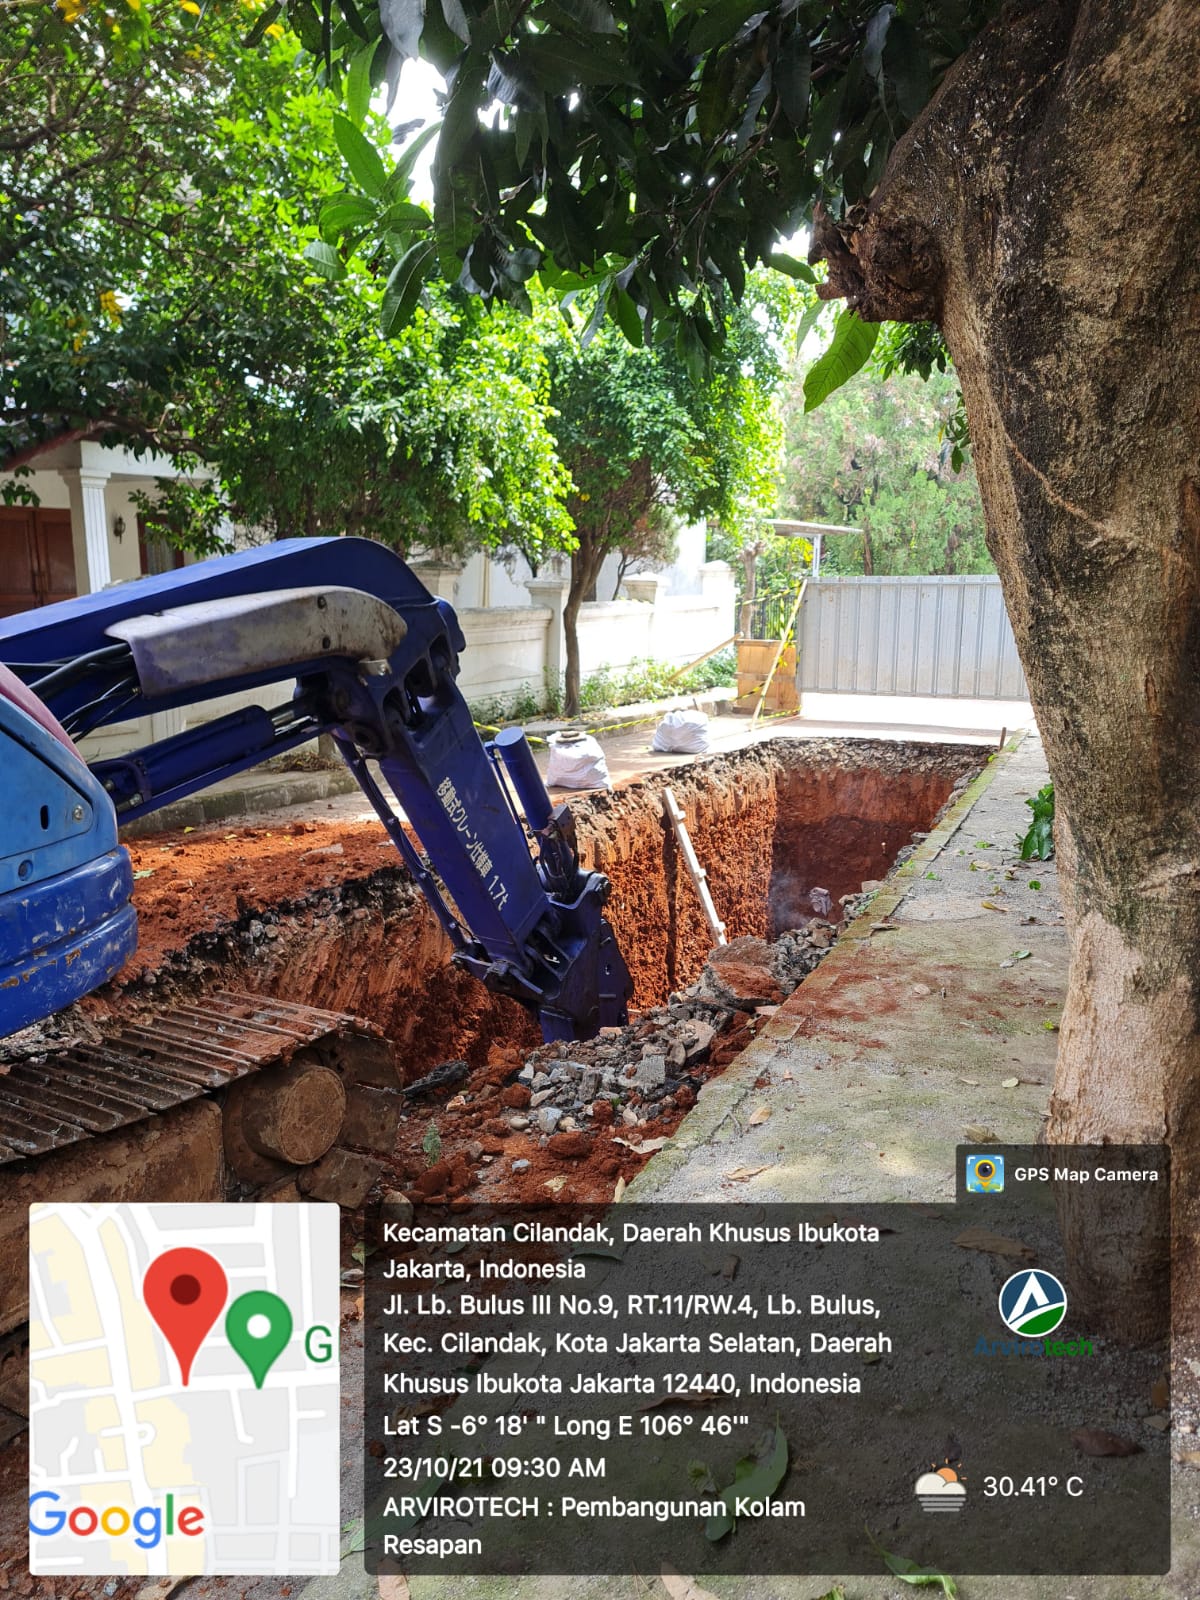 移動式クレーン仕様車 1.7t
GPS Map Camera
Kecamatan Cilandak, Daerah Khusus Ibukota
Jakarta, Indonesia
Jl. Lb. Bulus III No.9, RT.11/RW.4, Lb. Bulus,
Kec. Cilandak, Kota Jakarta Selatan, Daerah
Khusus Ibukota Jakarta 12440, Indonesia
Lat S -6° 18' " Long E 106° 46'"
23/10/21 09:30 AM
ARVIROTECH : Pembangunan Kolam
Resapan
Arvirotech
30.41° C
G
Google